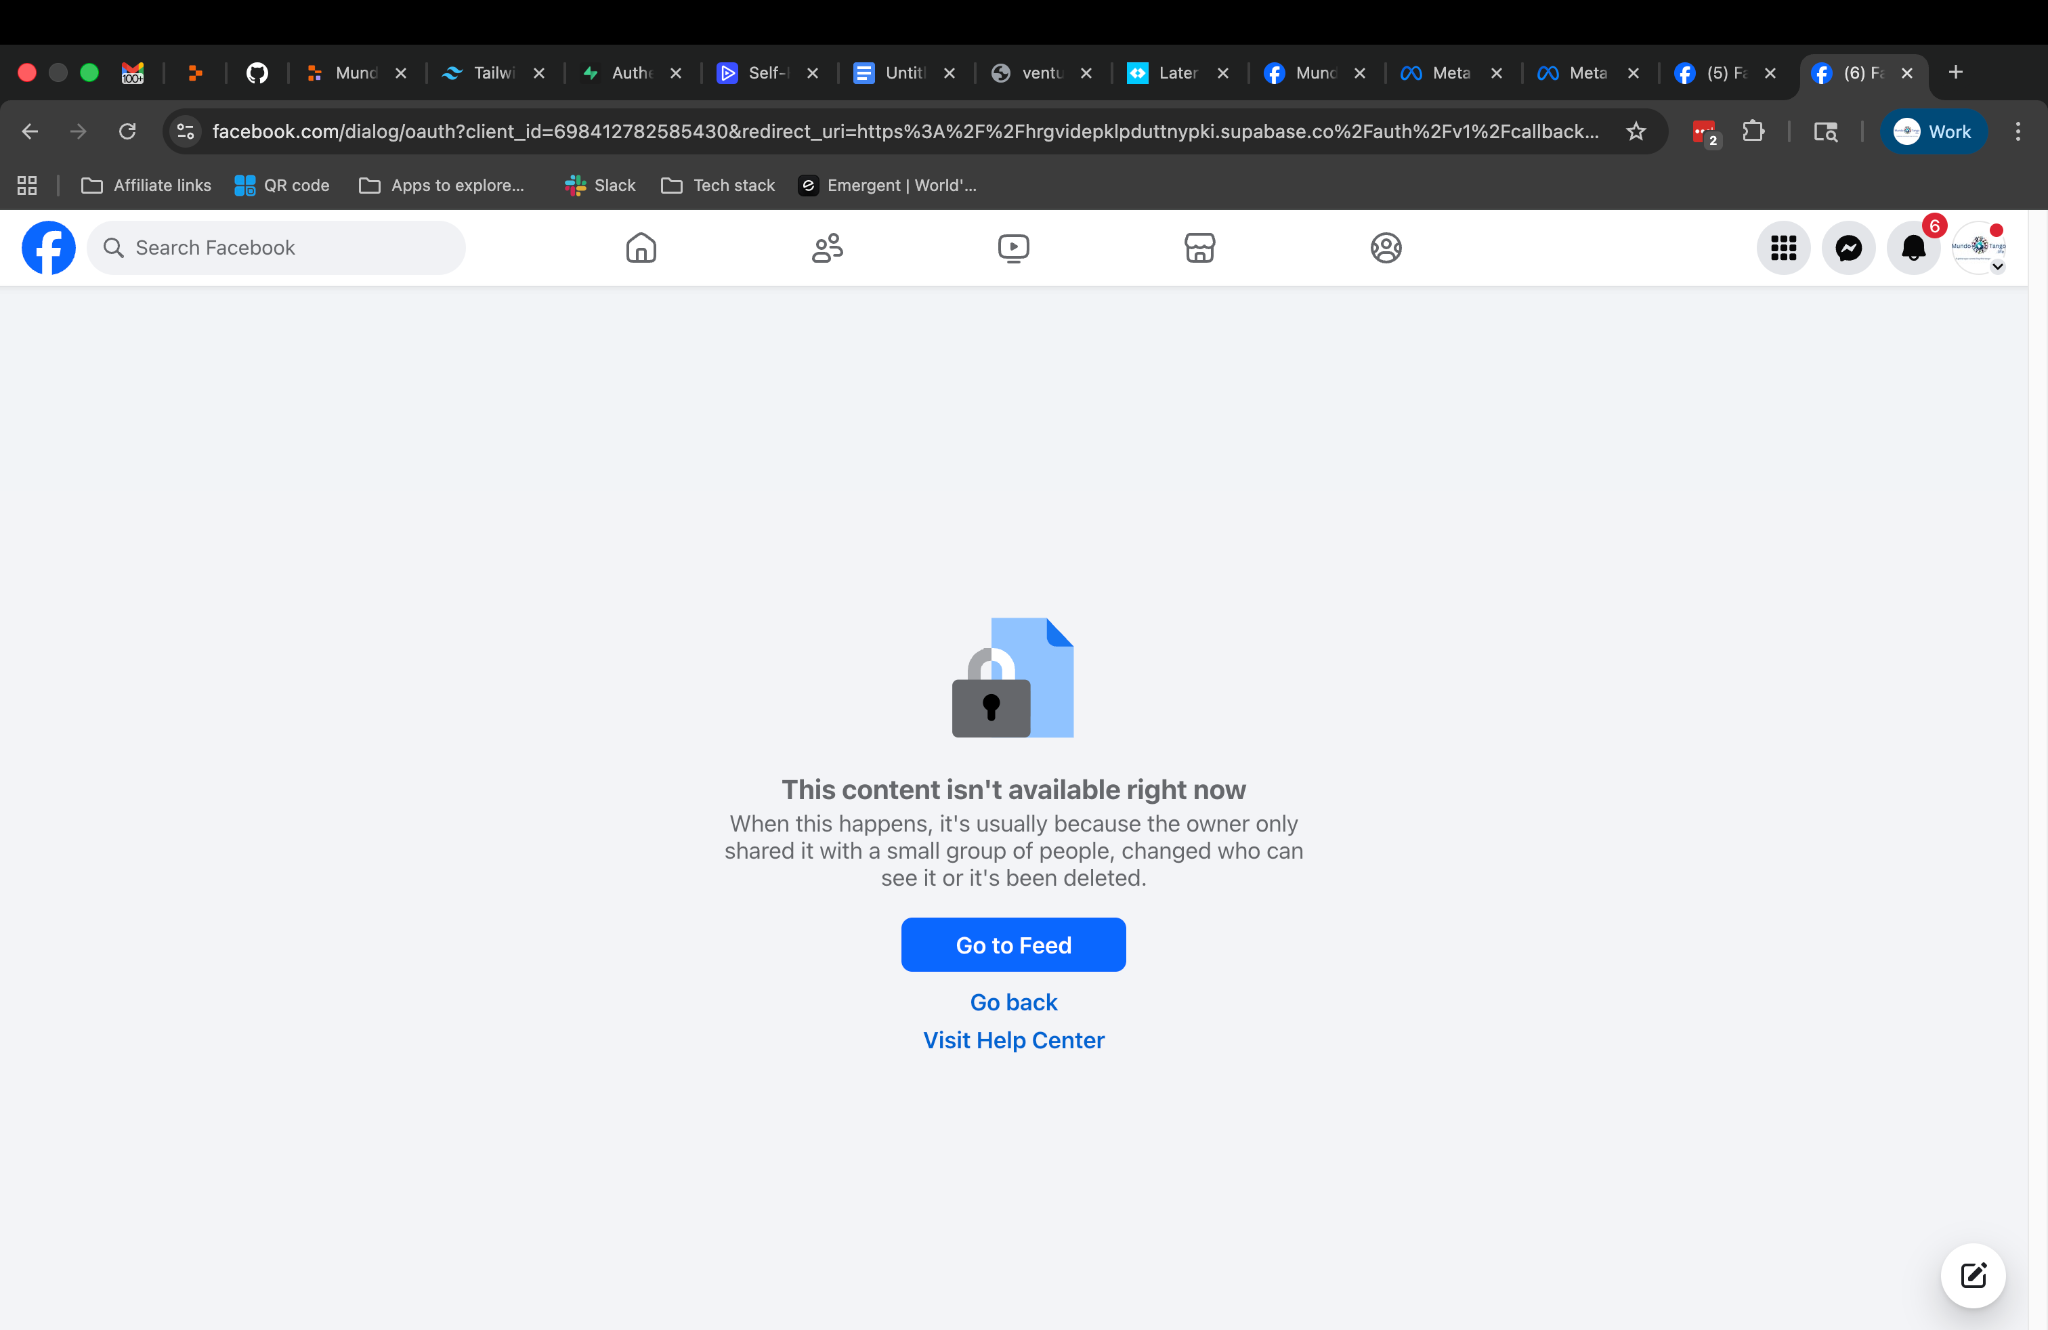 100+
Mund
Tailwi
Authe
Self-
Untitl
ventu
Later
Mund
Meta
Meta
(5) Fa
(6) Fa
facebook.com/dialog/oauth?client_id=698412782585430&redirect_uri=https%3A%2F%2Fhrgvidepklpduttnypki.supabase.co%2Fauth%2Fv1%2Fcallback...
2
Work
Affiliate links
QR code
Apps to explore...
Slack
Tech stack
Emergent | World'...
Search Facebook
6
Mundo Tango
This content isn't available right now
When this happens, it's usually because the owner only
shared it with a small group of people, changed who can
see it or it's been deleted.
Go to Feed
Go back
Visit Help Center